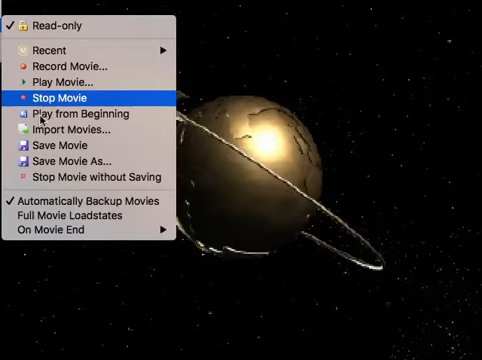 Read-only
Recent
Record Movie...
Play Movie...
Stop Movie
Play from Beginning
Import Movies...
Save Movie
Save Movie As...
Stop Movie without Saving
Automatically Backup Movies
Full Movie Loadstates
On Movie End